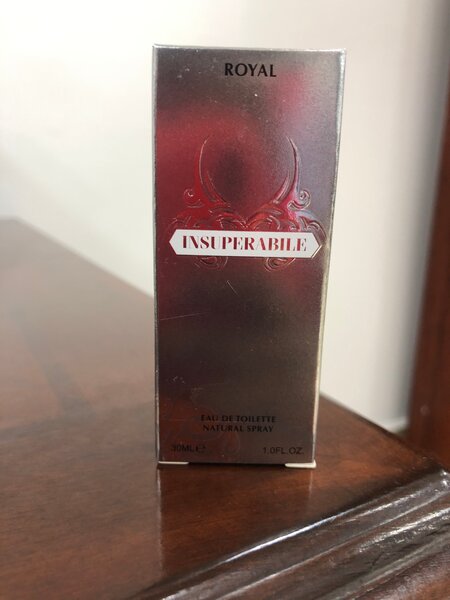 ROYAL
INSUPERABILE
EAU DE TOILETTE
NATURAL SPRAY
30ML℮ 1.0FL.OZ.